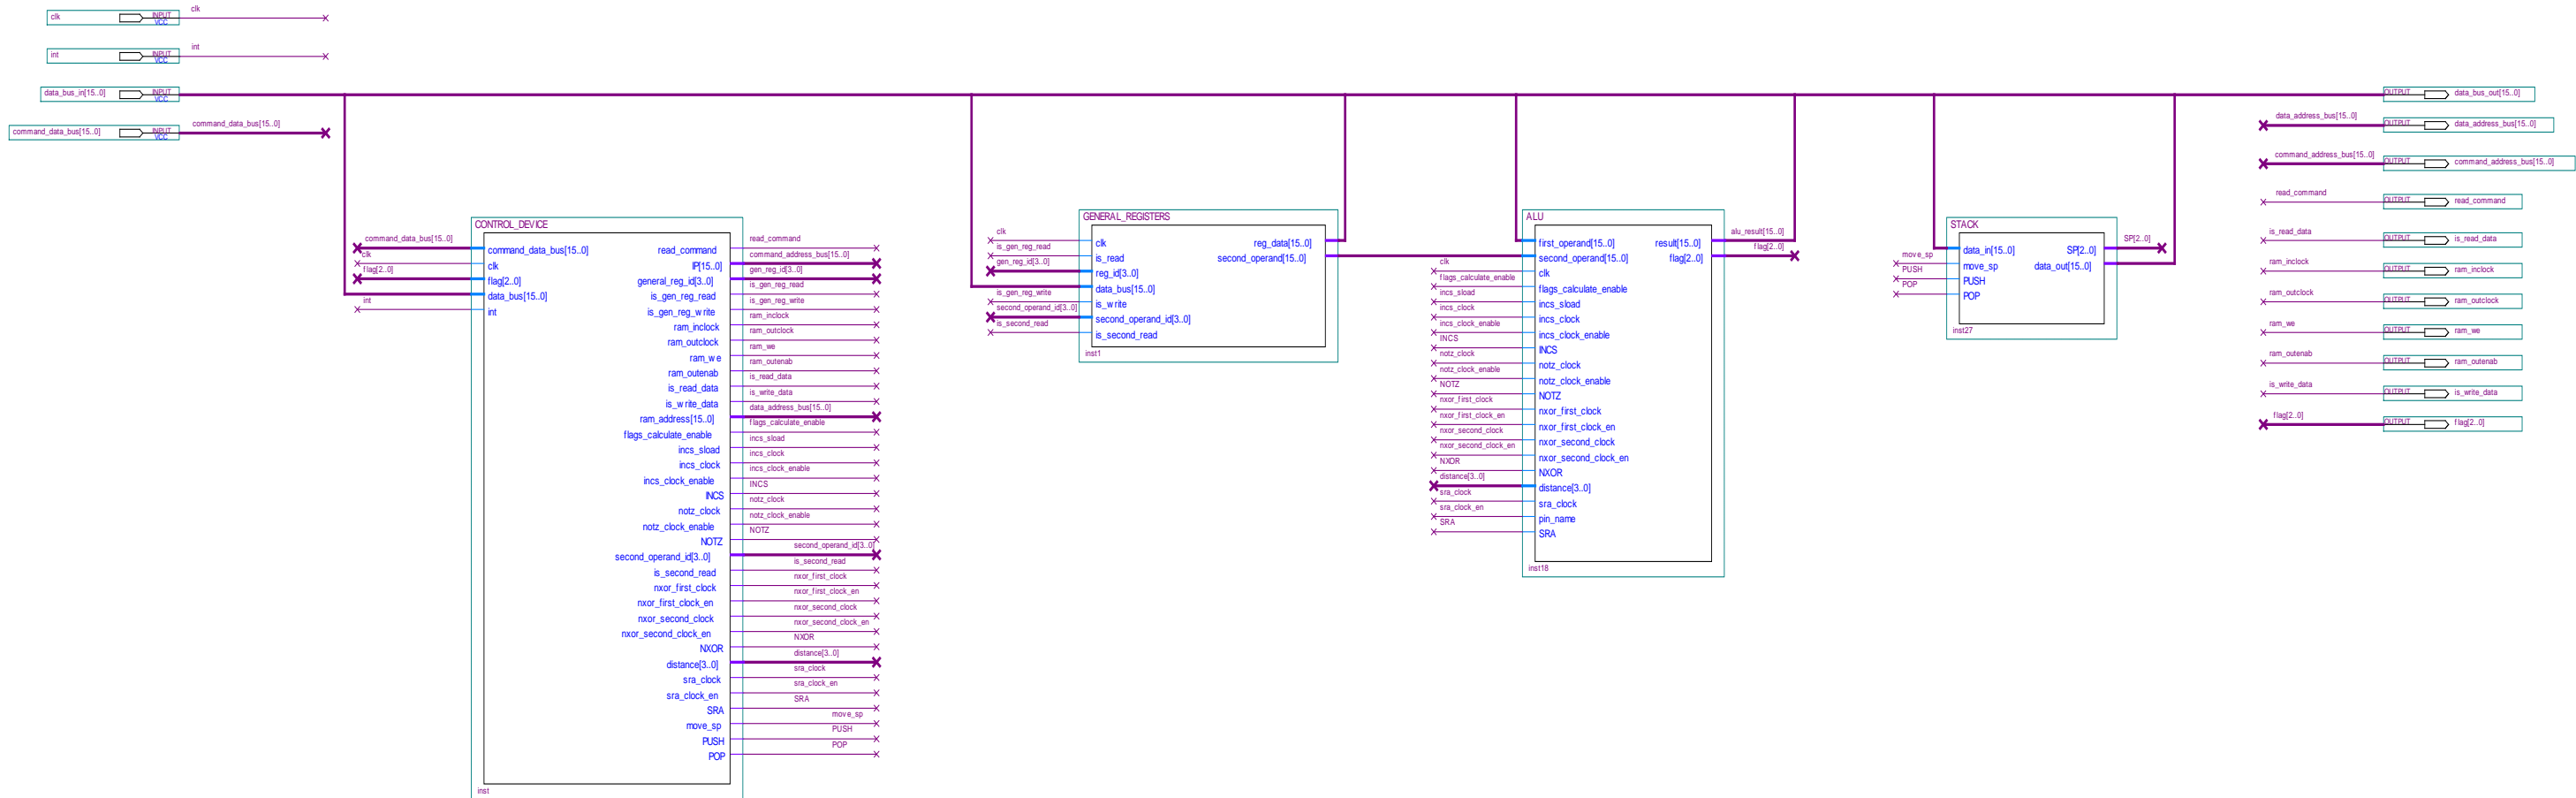 clk
INPUT
VCC
clk
int
INPUT
VCC
int
data_bus_in[15..0]
INPUT
VCC
command_data_bus[15..0]
INPUT
VCC
command_data_bus[15..0]
CONTROL_DEVICE
command_data_bus[15..0]
clk
flag[2..0]
int
command_data_bus[15..0]
clk
flag[2..0]
data_bus[15..0]
int
read_command
IP[15..0]
general_reg_id[3..0]
is_gen_reg_read
is_gen_reg_write
ram_inclock
ram_outclock
ram_we
ram_outenab
is_read_data
is_write_data
ram_address[15..0]
flags_calculate_enable
incs_sload
incs_clock
incs_clock_enable
INCS
notz_clock
notz_clock_enable
NOTZ
second_operand_id[3..0]
is_second_read
nxor_first_clock
nxor_first_clock_en
nxor_second_clock
nxor_second_clock_en
NXOR
distance[3..0]
sra_clock
sra_clock_en
SRA
move_sp
PUSH
POP
inst
read_command
command_address_bus[15..0]
gen_reg_id[3..0]
is_gen_reg_read
is_gen_reg_write
ram_inclock
ram_outclock
ram_we
ram_outenab
is_read_data
is_write_data
data_address_bus[15..0]
flags_calculate_enable
incs_sload
incs_clock
incs_clock_enable
INCS
notz_clock
notz_clock_enable
NOTZ
second_operand_id[3..0]
is_second_read
nxor_first_clock
nxor_first_clock_en
nxor_second_clock
nxor_second_clock_en
NXOR
distance[3..0]
sra_clock
sra_clock_en
SRA
move_sp
PUSH
POP
GENERAL_REGISTERS
clk
is_gen_reg_read
gen_reg_id[3..0]
is_gen_reg_write
second_operand_id[3..0]
is_second_read
clk
is_read
reg_id[3..0]
data_bus[15..0]
is_write
second_operand_id[3..0]
is_second_read
reg_data[15..0]
second_operand[15..0]
inst1
ALU
clk
flags_calculate_enable
incs_sload
incs_clock
incs_clock_enable
INCS
notz_clock
notz_clock_enable
NOTZ
nxor_first_clock
nxor_first_clock_en
nxor_second_clock
nxor_second_clock_en
NXOR
distance[3..0]
sra_clock
sra_clock_en
SRA
first_operand[15..0]
second_operand[15..0]
clk
flags_calculate_enable
incs_sload
incs_clock
incs_clock_enable
INCS
notz_clock
notz_clock_enable
NOTZ
nxor_first_clock
nxor_first_clock_en
nxor_second_clock
nxor_second_clock_en
NXOR
distance[3..0]
sra_clock
pin_name
SRA
result[15..0]
flag[2..0]
inst18
alu_result[15..0]
flag[2..0]
STACK
move_sp
PUSH
POP
data_in[15..0]
move_sp
PUSH
POP
SP[2..0]
data_out[15..0]
inst27
SP[2..0]
OUTPUT
data_bus_out[15..0]
data_address_bus[15..0]
OUTPUT
data_address_bus[15..0]
command_address_bus[15..0]
OUTPUT
command_address_bus[15..0]
read_command
OUTPUT
read_command
is_read_data
OUTPUT
is_read_data
ram_inclock
OUTPUT
ram_inclock
ram_outclock
OUTPUT
ram_outclock
ram_we
OUTPUT
ram_we
ram_outenab
OUTPUT
ram_outenab
is_write_data
OUTPUT
is_write_data
flag[2..0]
OUTPUT
flag[2..0]